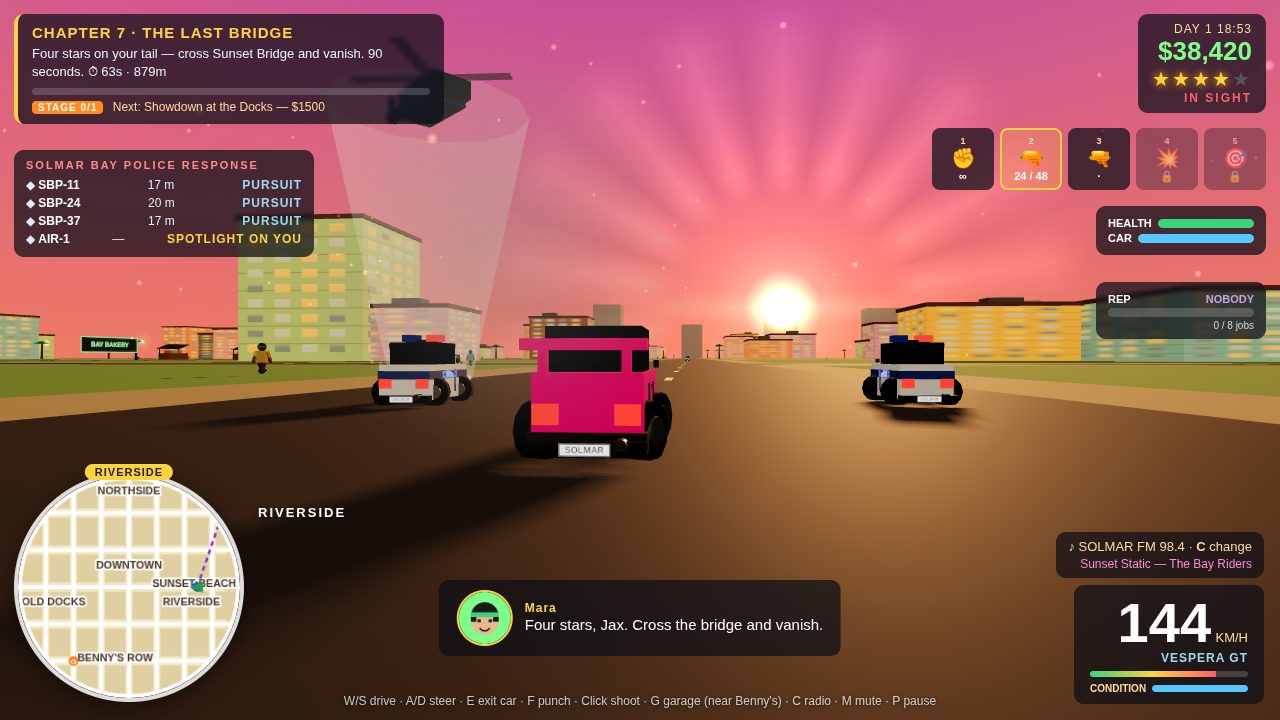 CHAPTER 7 · THE LAST BRIDGE
Four stars on your tail — cross Sunset Bridge and vanish. 90
seconds. ⏱ 63s · 879m
STAGE 0/1 Next: Showdown at the Docks — $1500
DAY 1 18:53
$38,420
★★★★★
IN SIGHT
SOLMAR BAY POLICE RESPONSE
◆ SBP-11 17 m PURSUIT
◆ SBP-24 20 m PURSUIT
◆ SBP-37 17 m PURSUIT
◆ AIR-1 — SPOTLIGHT ON YOU
1 2 3 4 5
∞ 24 / 48 ·
HEALTH
CAR
REP NOBODY
0 / 8 jobs
BAY BAKERY
SOLMAR
SOLMAR
SOLMAR
RIVERSIDE
NORTHSIDE
DOWNTOWN
SUNSET BEACH
OLD DOCKS
RIVERSIDE
BENNY'S ROW
G
RIVERSIDE
Mara
Four stars, Jax. Cross the bridge and vanish.
♪ SOLMAR FM 98.4 · C change
Sunset Static — The Bay Riders
144 KM/H
VESPERA GT
CONDITION
W/S drive · A/D steer · E exit car · F punch · Click shoot · G garage (near Benny's) · C radio · M mute · P pause